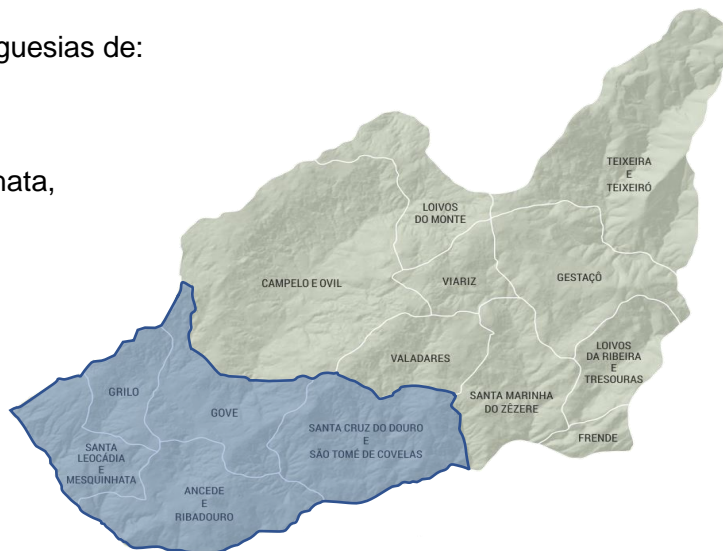 guesias de:
nata,
TEIXEIRA
E
TEIXEIRÓ
LOIVOS
DO MONTE
CAMPELO E OVIL
VIARIZ
GESTAÇÔ
VALADARES
LOIVOS
DA RIBEIRA
E
TRESOURAS
GRILO
SANTA MARINHA
DO ZÊZERE
GOVE
SANTA CRUZ DO DOURO
E
SÃO TOMÉ DE COVELAS
FRENDE
SANTA
LEOCÁDIA
E
MESQUINHATA
ANCEDE
E
RIBADOURO